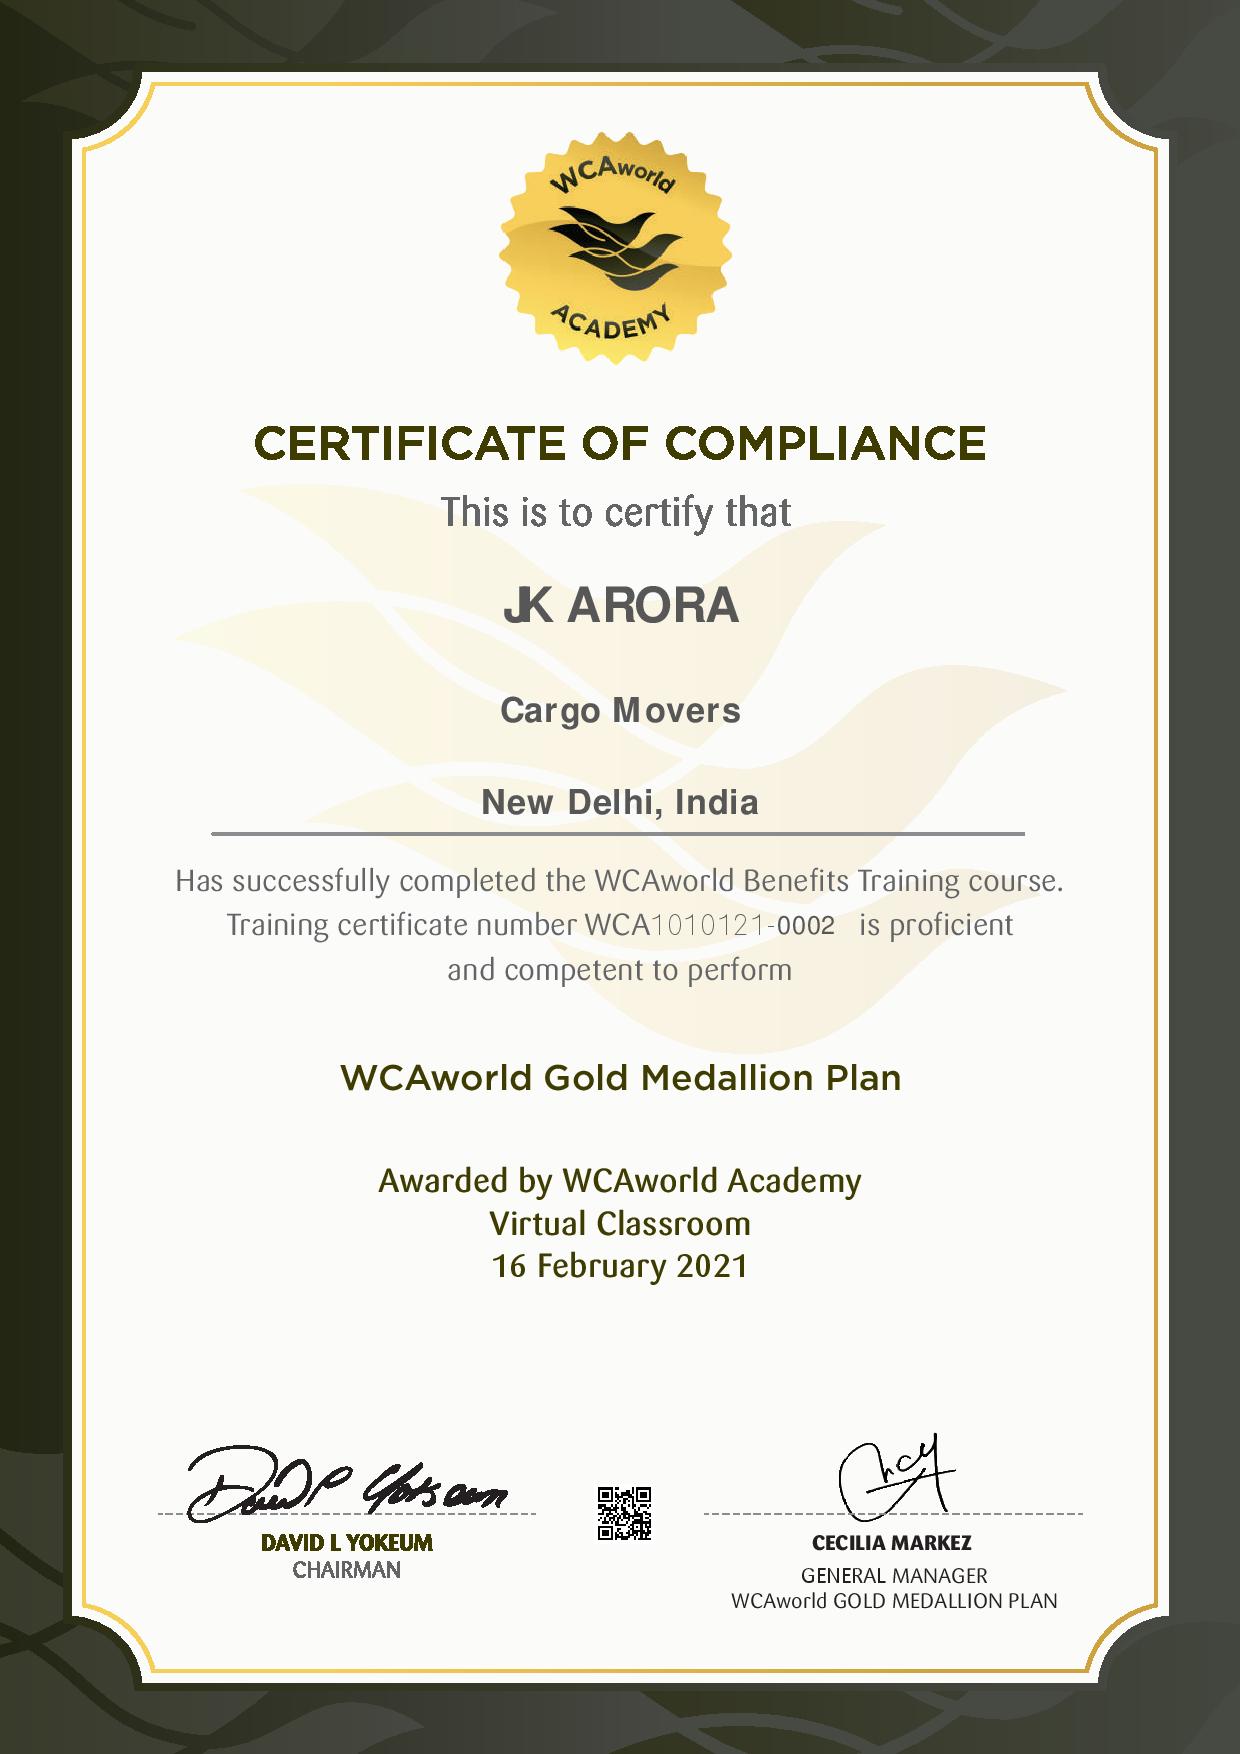 WCAworld
ACADEMY
CERTIFICATE OF COMPLIANCE
This is to certify that
JK ARORA
Cargo Movers
New Delhi, India
Has successfully completed the WCAworld Benefits Training course.
Training certificate number WCA1010121-0002 is proficient
and competent to perform
WCAworld Gold Medallion Plan
Awarded by WCAworld Academy
Virtual Classroom
16 February 2021
DAVID L YOKEUM
CHAIRMAN
CECILIA MARKEZ
GENERAL MANAGER
WCAworld GOLD MEDALLION PLAN